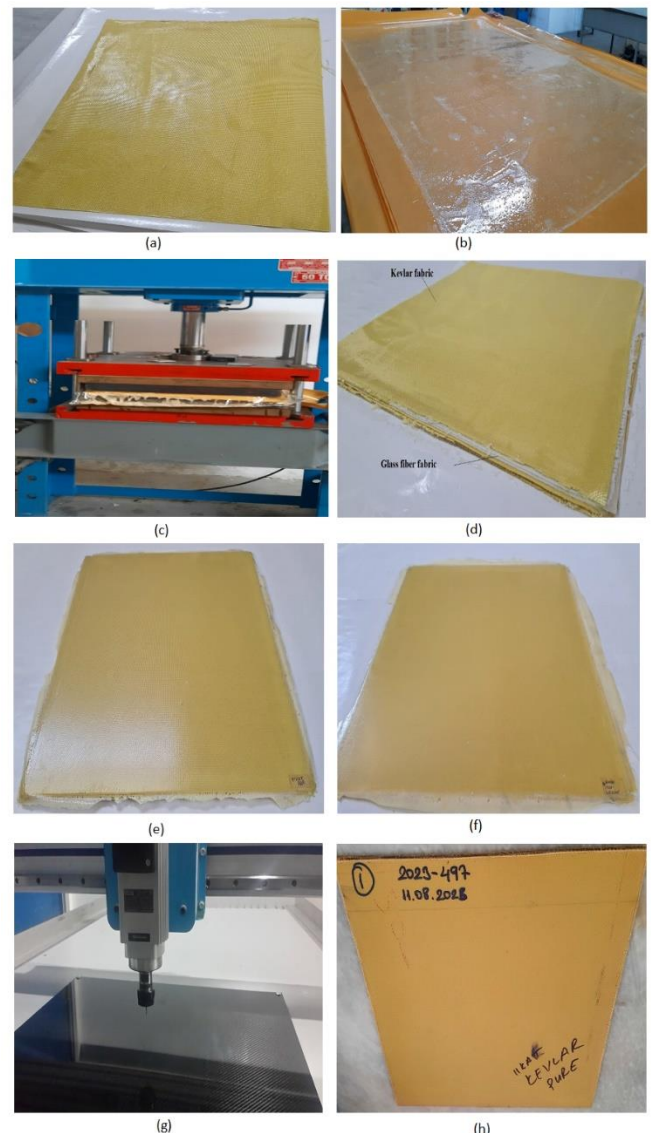 (a)
(b)
50 TO
(c)
Kevlar fabric
Glass fiber fabric
(d)
(e)
(f)
(g)
1
2023-497
11.08.2023
KEVLAR
PURE
(h)